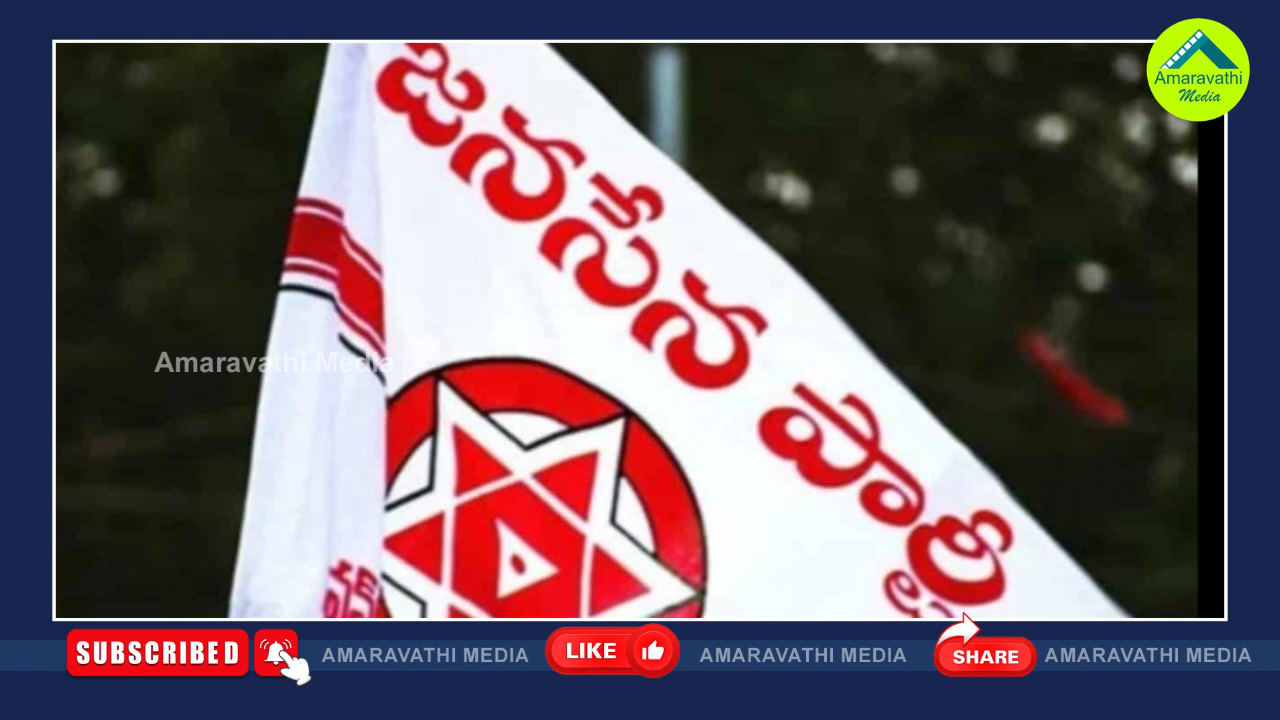 Amaravathi
Media
జనసేన పార్టీ
Amaravathi Media
SUBSCRIBED
AMARAVATHI MEDIA
LIKE
AMARAVATHI MEDIA
SHARE
AMARAVATHI MEDIA